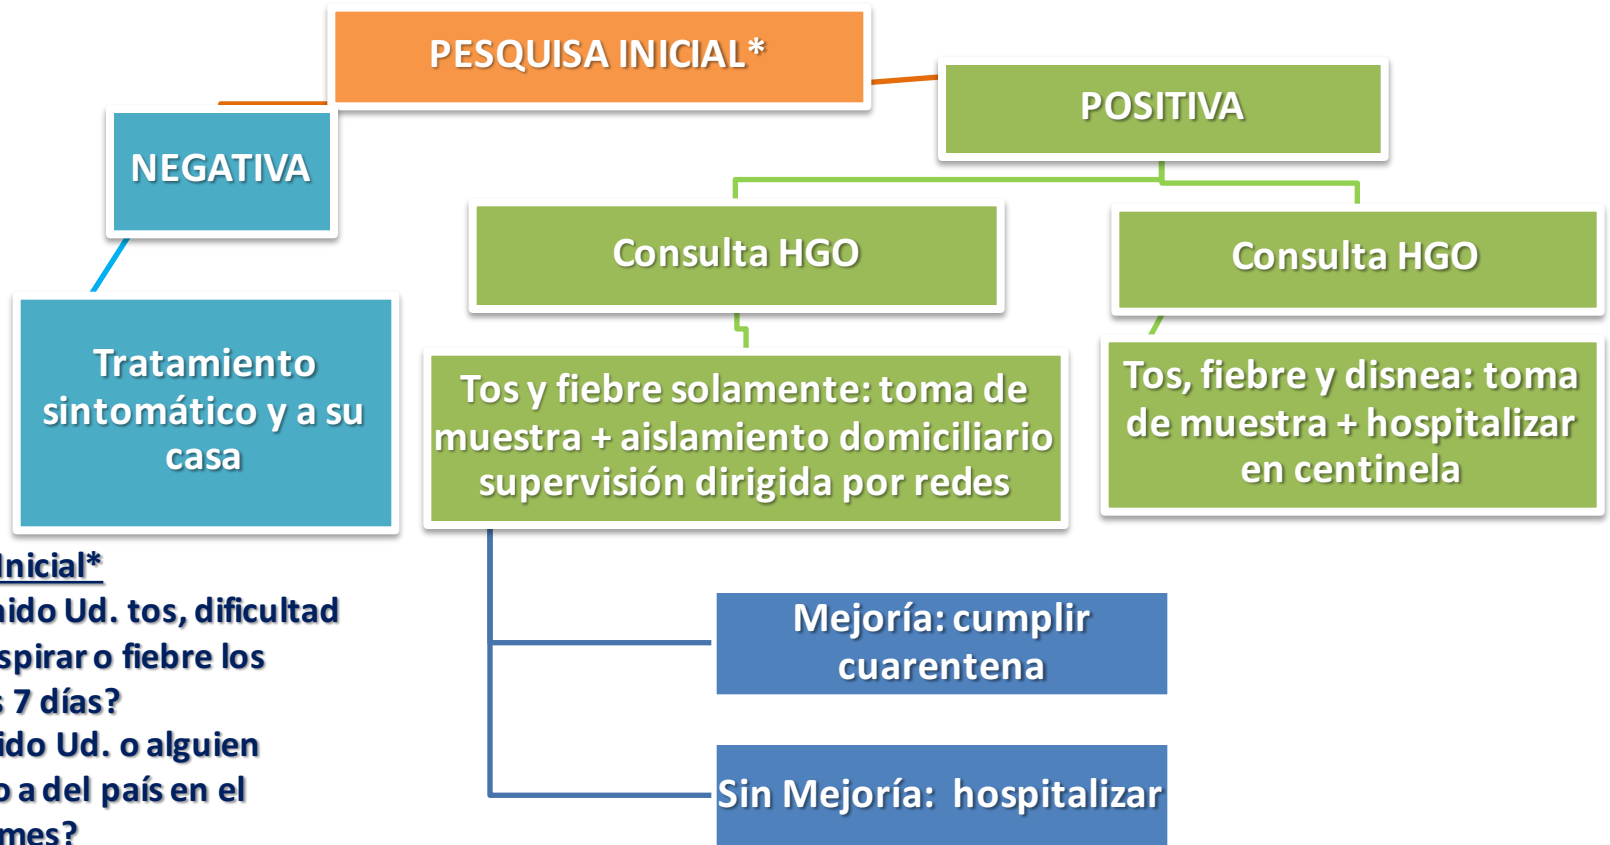 PESQUISA INICIAL*
POSITIVA
NEGATIVA
Consulta HGO
Consulta HGO
Tratamiento
sintomático y a su
casa
Tos y fiebre solamente: toma de
muestra + aislamiento domiciliario
supervisión dirigida por redes
Tos, fiebre y disnea: toma
de muestra + hospitalizar
en centinela
Inicial*
Ud. tos, dificultad
o fiebre los
7 días?
Ud. o alguien
a del país en el
mes?
Mejoría: cumplir
cuarentena
Sin Mejoría: hospitalizar